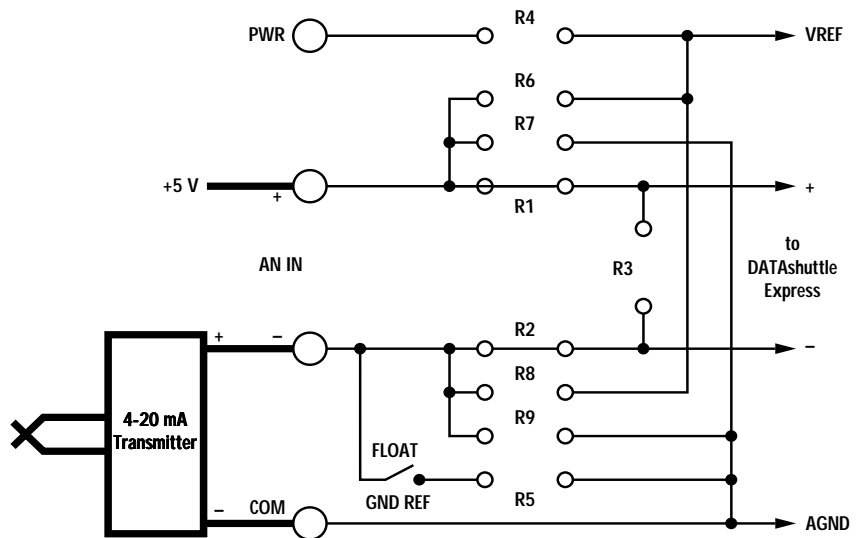 PWR
R4
VREF
R6
R7
+5 V
+
R1
+
AN IN
R3
to
DATAshuttle
Express
+
−
R2
−
R8
4-20 mA
Transmitter
R9
FLOAT
GND REF
R5
−
COM
AGND